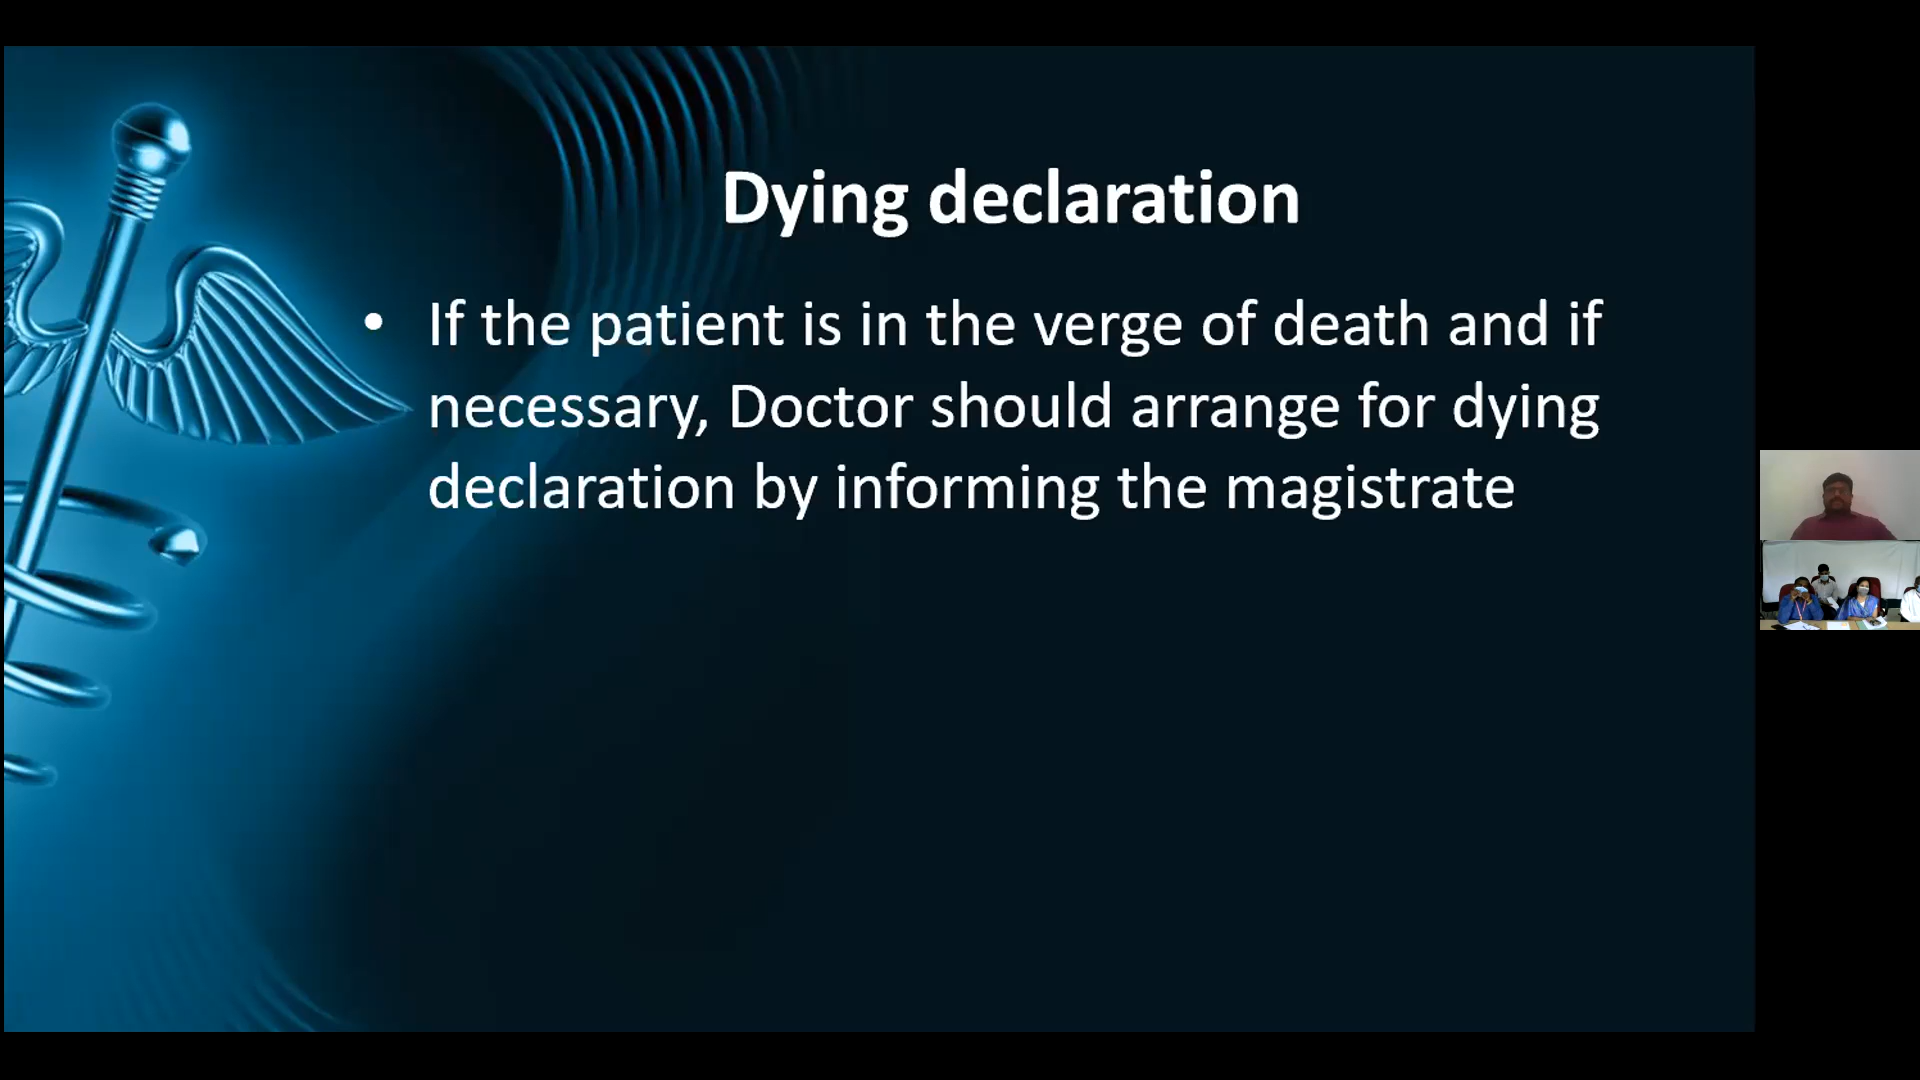 Dying declaration
• If the patient is in the verge of death and if
necessary, Doctor should arrange for dying
declaration by informing the magistrate